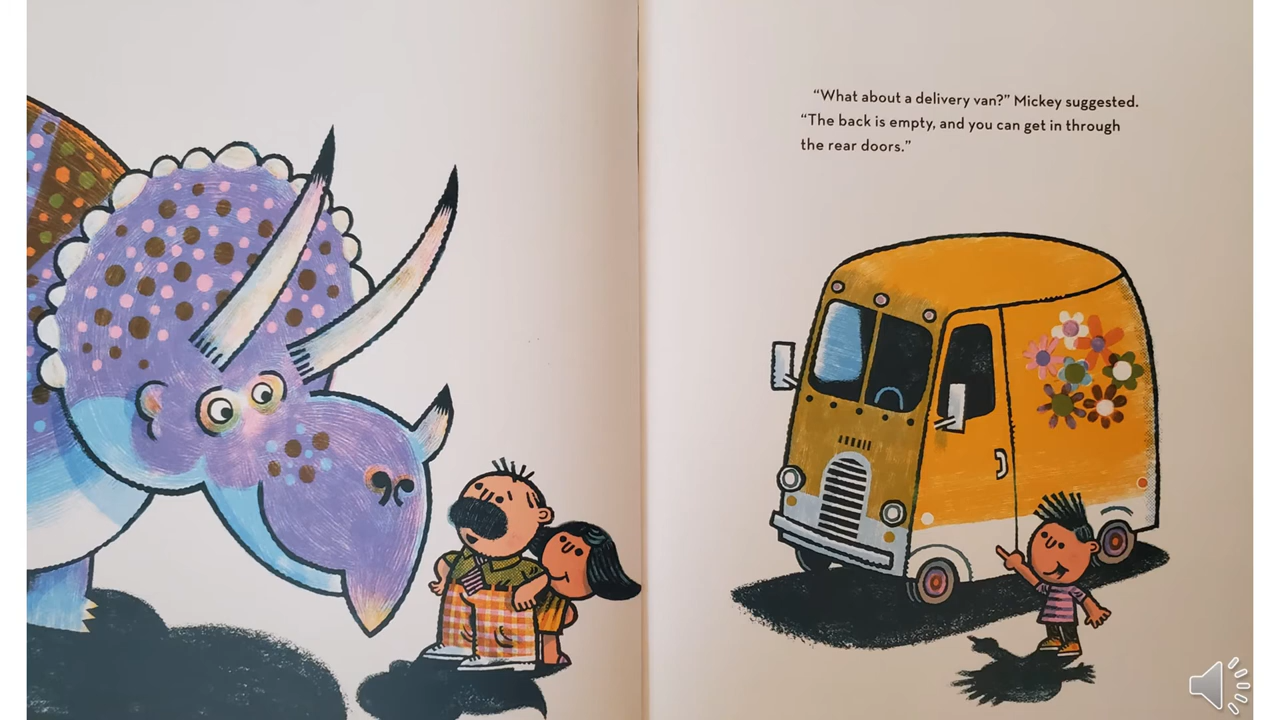 “What about a delivery van?” Mickey suggested.
“The back is empty, and you can get in through
the rear doors.”